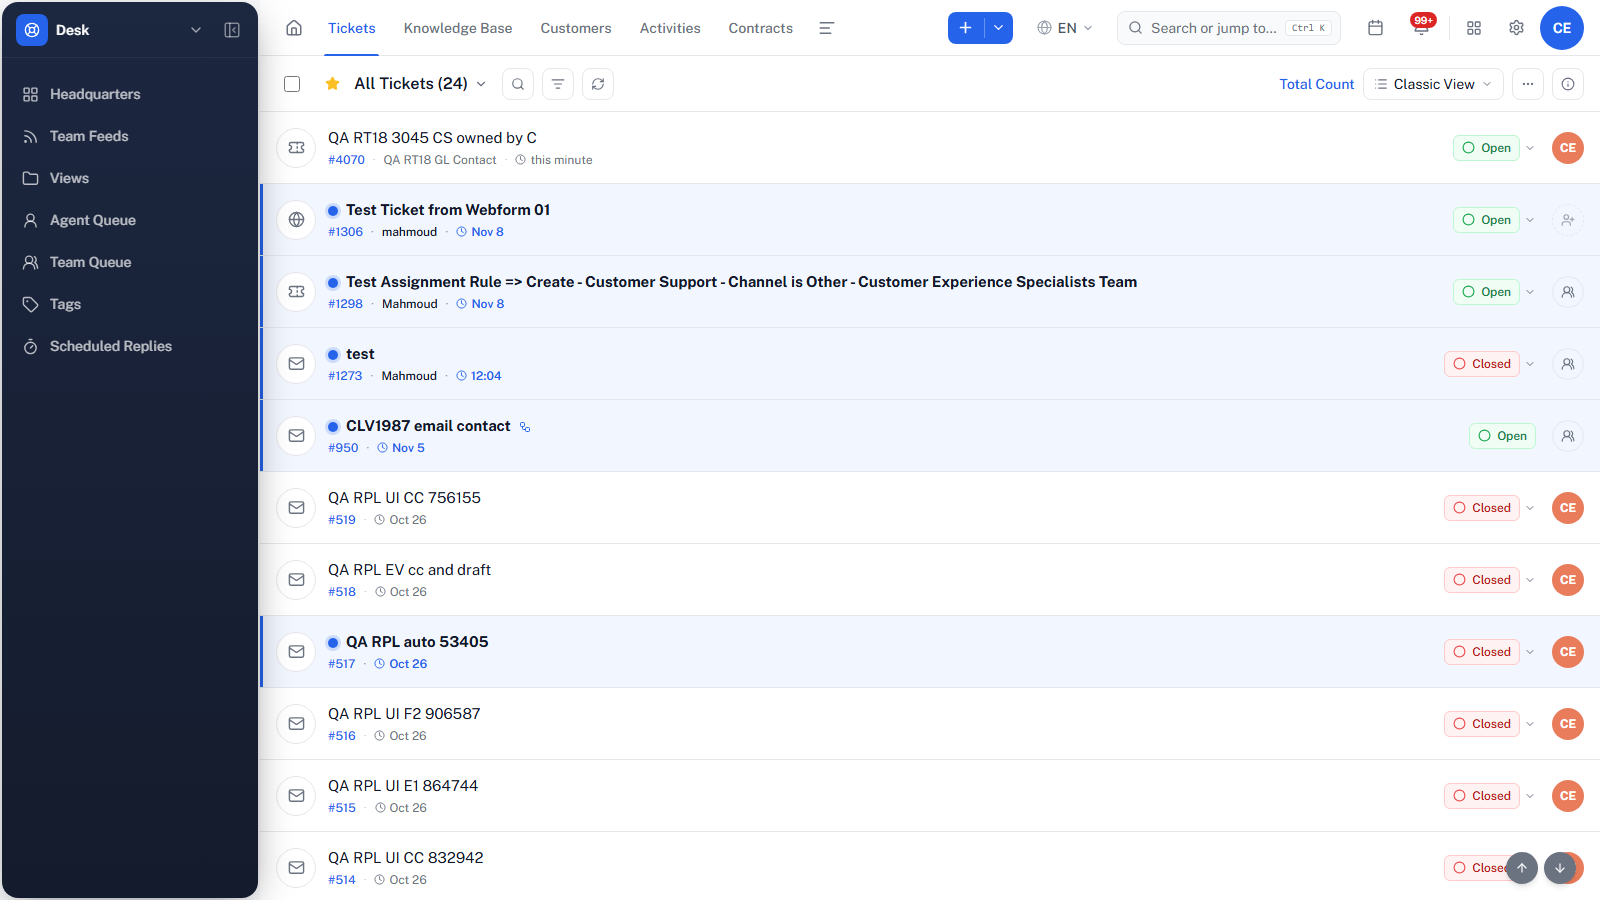 Desk
Headquarters
Team Feeds
Views
Agent Queue
Team Queue
Tags
Scheduled Replies
Tickets
Knowledge Base
Customers
Activities
Contracts
EN
Search or jump to...
Ctrl K
99+
CE
All Tickets (24)
Total Count
Classic View
QA RT18 3045 CS owned by C
#4070 · QA RT18 GL Contact · this minute
Open
CE
Test Ticket from Webform 01
#1306 · mahmoud · Nov 8
Open
Test Assignment Rule => Create - Customer Support - Channel is Other - Customer Experience Specialists Team
#1298 · Mahmoud · Nov 8
Open
test
#1273 · Mahmoud · 12:04
Closed
CLV1987 email contact
#950 · Nov 5
Open
QA RPL UI CC 756155
#519 · Oct 26
Closed
CE
QA RPL EV cc and draft
#518 · Oct 26
Closed
CE
QA RPL auto 53405
#517 · Oct 26
Closed
CE
QA RPL UI F2 906587
#516 · Oct 26
Closed
CE
QA RPL UI E1 864744
#515 · Oct 26
Closed
CE
QA RPL UI CC 832942
#514 · Oct 26
Closed